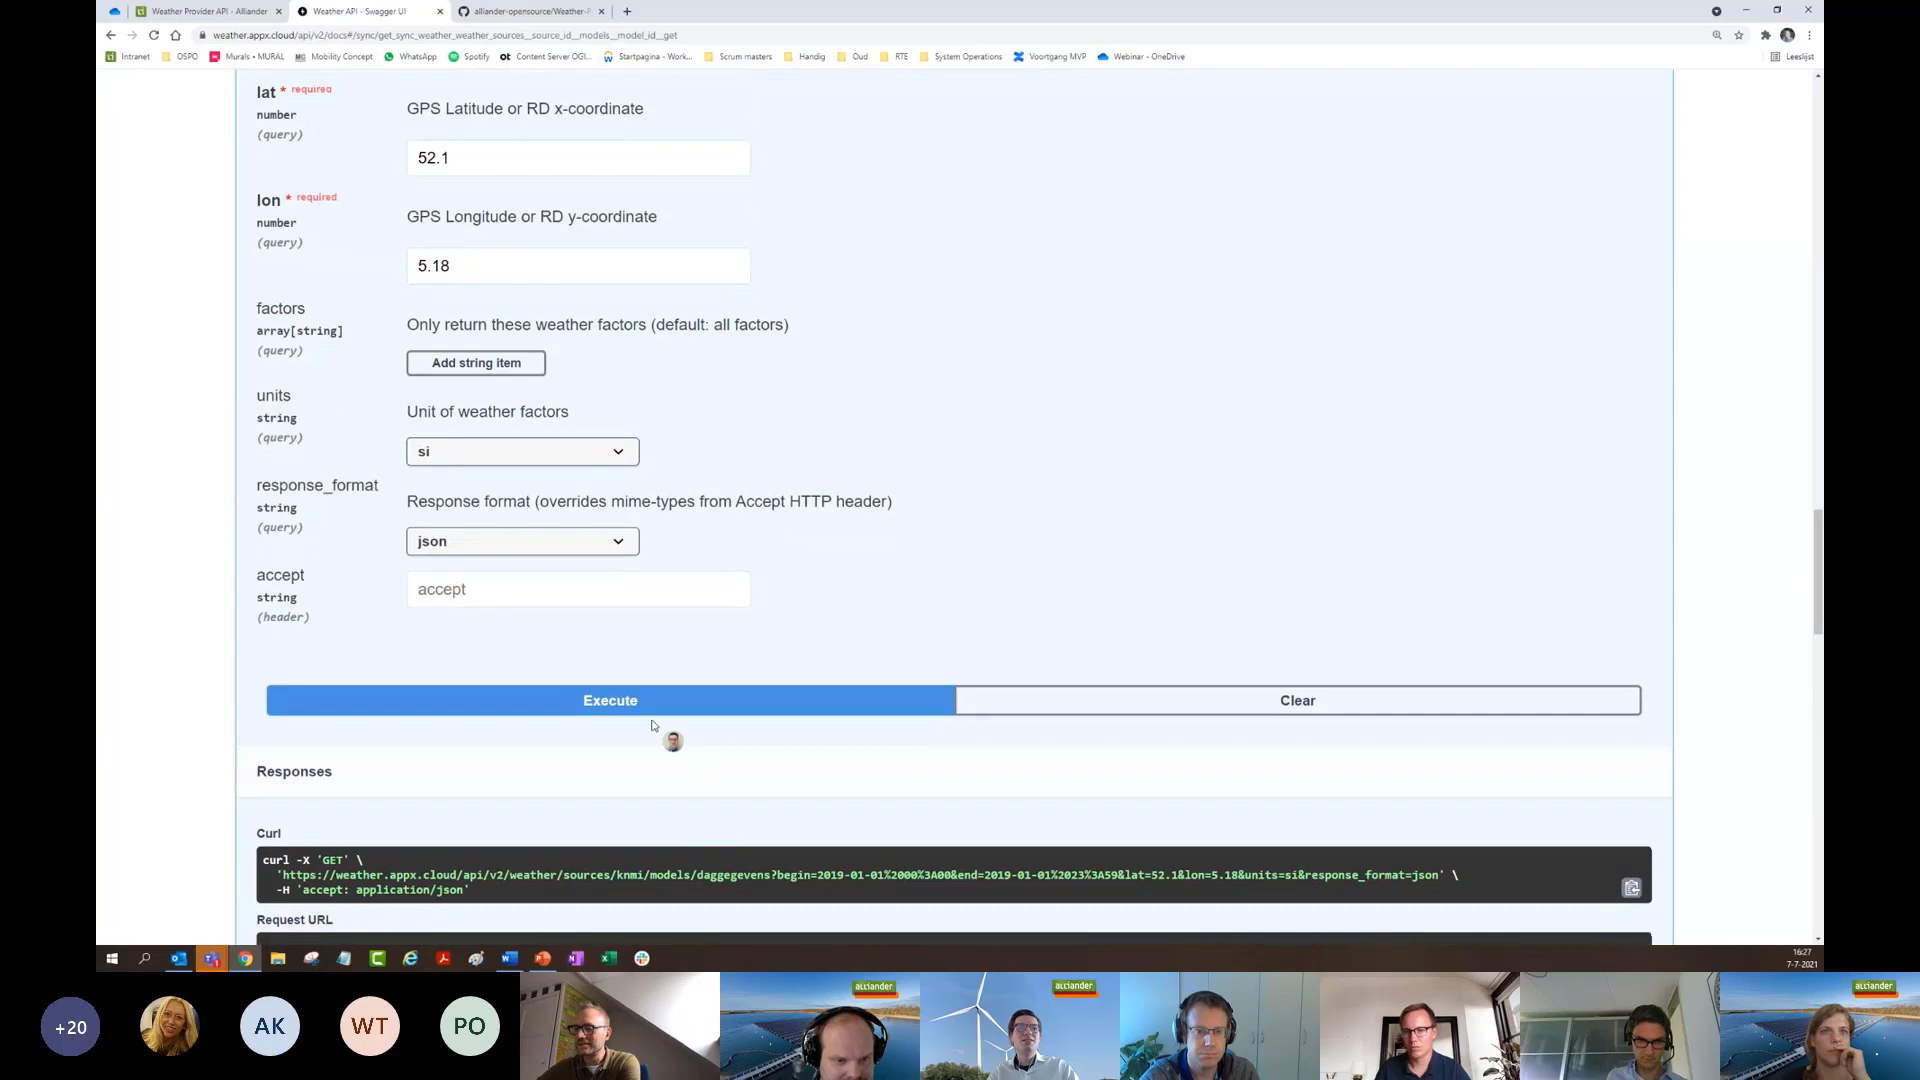 Weather Provider API - Alliander
Weather API - Swagger UI
alliander-opensource/Weather-P
weather.appx.cloud/api/v2/docs#/sync/get_sync_weather_weather_sources__source_id__models__model_id__get
Intranet
OSPO
Murals • MURAL
Mobility Concept
WhatsApp
Spotify
Content Server OGI...
Startpagina - Work...
Scrum masters
Handig
Oud
RTE
System Operations
Voortgang MVP
Webinar - OneDrive
Leeslijst
lat * required
number
(query)
GPS Latitude or RD x-coordinate
52.1
lon * required
number
(query)
GPS Longitude or RD y-coordinate
5.18
factors
array[string]
(query)
Only return these weather factors (default: all factors)
Add string item
units
string
(query)
Unit of weather factors
si
response_format
string
(query)
Response format (overrides mime-types from Accept HTTP header)
json
accept
string
(header)
accept
Execute
Clear
Responses
Curl
curl -X 'GET' \
'https://weather.appx.cloud/api/v2/weather/sources/knmi/models/daggegevens?begin=2019-01-01%2000%3A00&end=2019-01-01%2023%3A59&lat=52.1&lon=5.18&units=si&response_format=json' \
-H 'accept: application/json'
Request URL
16:27
7-7-2021
+20
AK
WT
PO
alliander
alliander
alliander